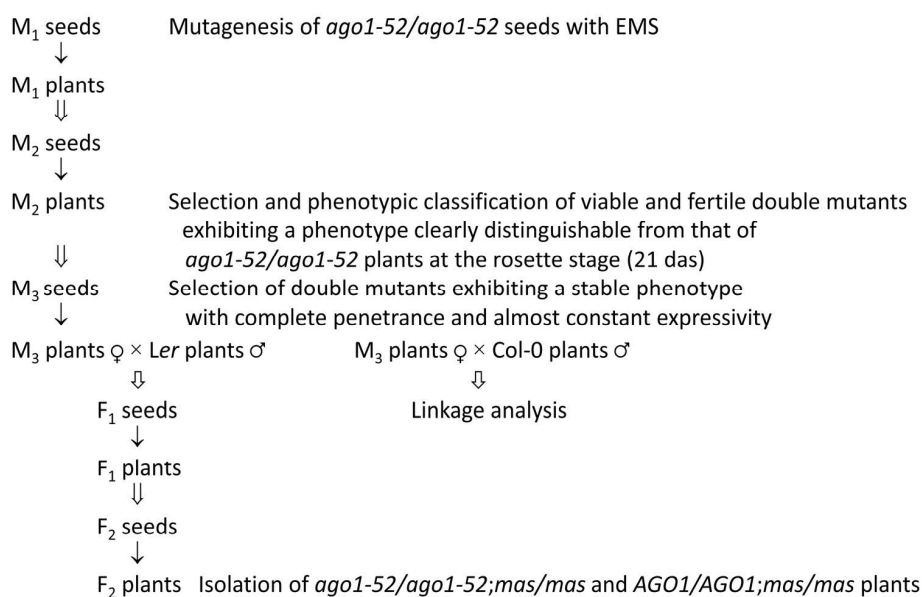 M₁ seeds Mutagenesis of ago1-52/ago1-52 seeds with EMS
↓
M₁ plants
⇓
M₂ seeds
↓
M₂ plants Selection and phenotypic classification of viable and fertile double mutants
exhibiting a phenotype clearly distinguishable from that of
⇓ ago1-52/ago1-52 plants at the rosette stage (21 das)
M₃ seeds Selection of double mutants exhibiting a stable phenotype
↓ with complete penetrance and almost constant expressivity
M₃ plants ♀ × Ler plants ♂ M₃ plants ♀ × Col-0 plants ♂
⇩ ⇩
F₁ seeds Linkage analysis
↓
F₁ plants
⇓
F₂ seeds
↓
F₂ plants Isolation of ago1-52/ago1-52;mas/mas and AGO1/AGO1;mas/mas plants